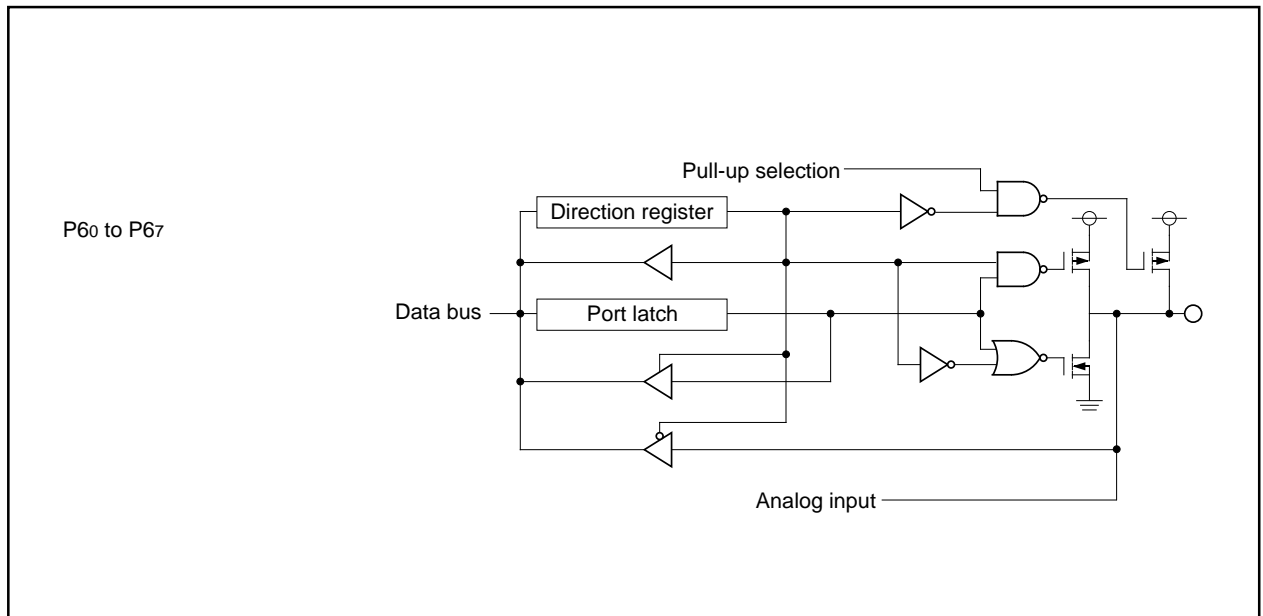 Pull-up selection
Direction register
P60 to P67
Data bus
Port latch
Analog input